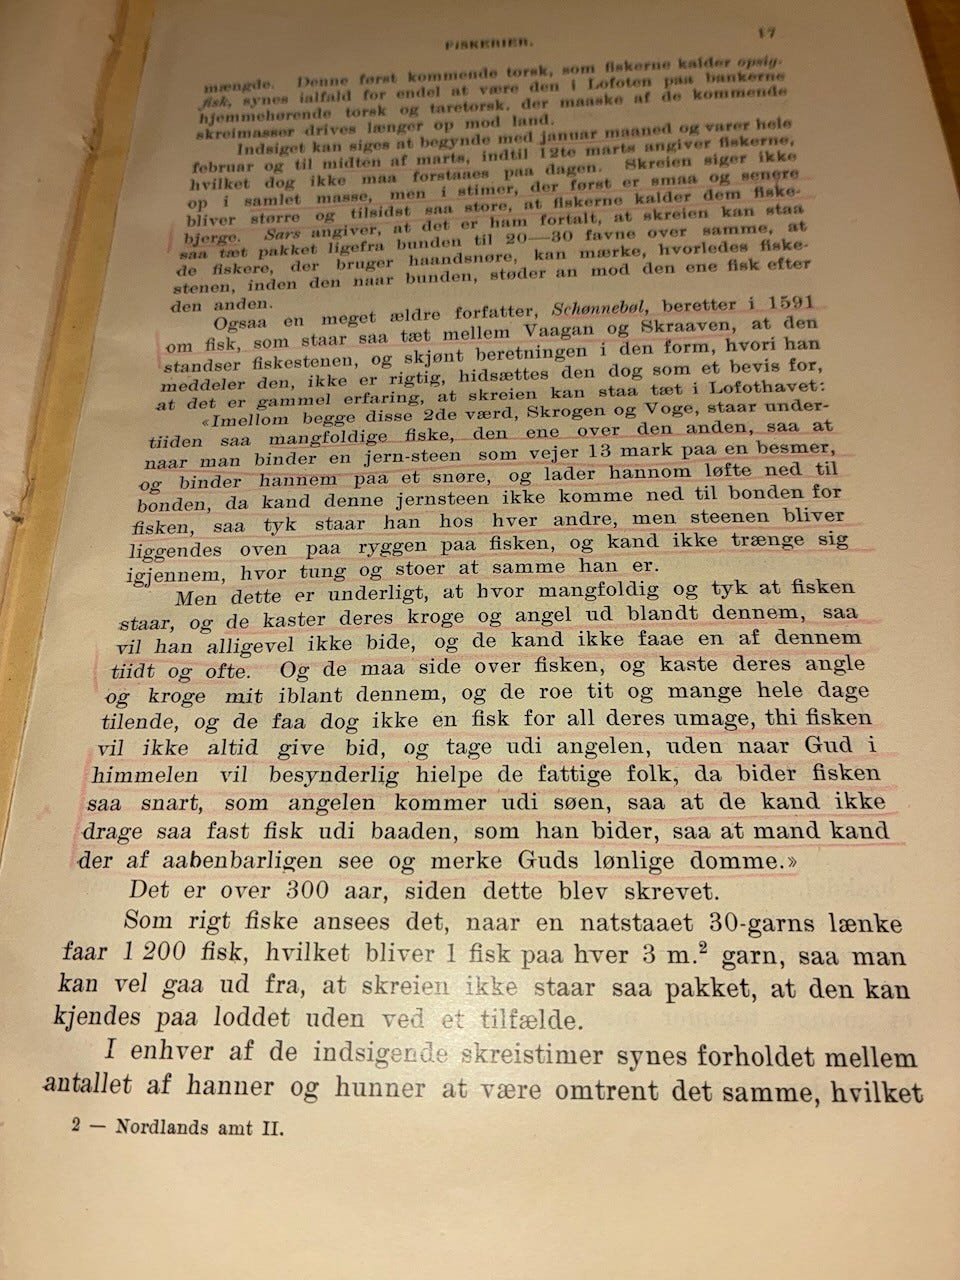 FISKERIER. 17
mængde. Denne først kommende torsk, som fiskerne kalder opsig-
fisk, synes ialfald for endel at være den i Lofoten paa bankerne
hjemmehørende torsk og taretorsk, der maaske af de kommende
skreimasser drives længer op mod land.
Indsiget kan siges at begynde med januar maaned og varer hele
februar og til midten af marts, indtil 12te marts angiver fiskerne,
hvilket dog ikke maa forstaaes paa dagen. Skreien siger ikke
op i samlet masse, men i stimer, der først er smaa og senere
bliver større og tilsidst saa store, at fiskerne kalder dem fiske-
bjerge. Sars angiver, at det er ham fortalt, at skreien kan staa
saa tæt pakket ligefra bunden til 20—30 favne over samme, at
de fiskere, der bruger haandsnøre, kan mærke, hvorledes fiske-
stenen, inden den naar bunden, støder an mod den ene fisk efter
den anden.
Ogsaa en meget ældre forfatter, Schønnebøl, beretter i 1591
om fisk, som staar saa tæt mellem Vaagan og Skraaven, at den
standser fiskestenen, og skjønt beretningen i den form, hvori han
meddeler den, ikke er rigtig, hidsættes den dog som et bevis for,
at det er gammel erfaring, at skreien kan staa tæt i Lofothavet:
«Imellom begge disse 2de værd, Skrogen og Voge, staar under-
tiiden saa mangfoldige fiske, den ene over den anden, saa at
naar man binder en jern-steen som vejer 13 mark paa en besmer,
og binder hannem paa et snøre, og lader hannom løfte ned til
bonden, da kand denne jernsteen ikke komme ned til bonden for
fisken, saa tyk staar han hos hver andre, men steenen bliver
liggendes oven paa ryggen paa fisken, og kand ikke trænge sig
igjennem, hvor tung og stoer at samme han er.
Men dette er underligt, at hvor mangfoldig og tyk at fisken
staar, og de kaster deres kroge og angel ud blandt dennem, saa
vil han alligevel ikke bide, og de kand ikke faae en af dennem
tiidt og ofte. Og de maa side over fisken, og kaste deres angle
og kroge mit iblant dennem, og de roe tit og mange hele dage
tilende, og de faa dog ikke en fisk for all deres umage, thi fisken
vil ikke altid give bid, og tage udi angelen, uden naar Gud i
himmelen vil besynderlig hielpe de fattige folk, da bider fisken
saa snart, som angelen kommer udi søen, saa at de kand ikke
drage saa fast fisk udi baaden, som han bider, saa at mand kand
der af aabenbarligen see og merke Guds lønlige domme.»
Det er over 300 aar, siden dette blev skrevet.
Som rigt fiske ansees det, naar en natstaaet 30-garns lænke
faar 1 200 fisk, hvilket bliver 1 fisk paa hver 3 m.² garn, saa man
kan vel gaa ud fra, at skreien ikke staar saa pakket, at den kan
kjendes paa loddet uden ved et tilfælde.
I enhver af de indsigende skreistimer synes forholdet mellem
antallet af hanner og hunner at være omtrent det samme, hvilket
2 — Nordlands amt II.